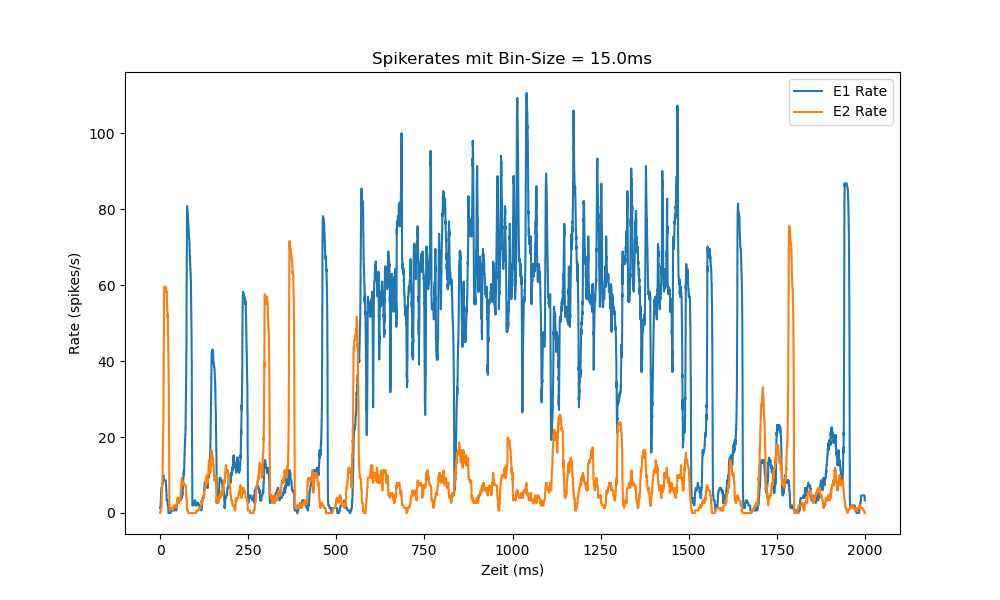 Spikerates mit Bin-Size = 15.0ms
E1 Rate
E2 Rate
100
80
60
40
20
0
Rate (spikes/s)
0 250 500 750 1000 1250 1500 1750 2000
Zeit (ms)